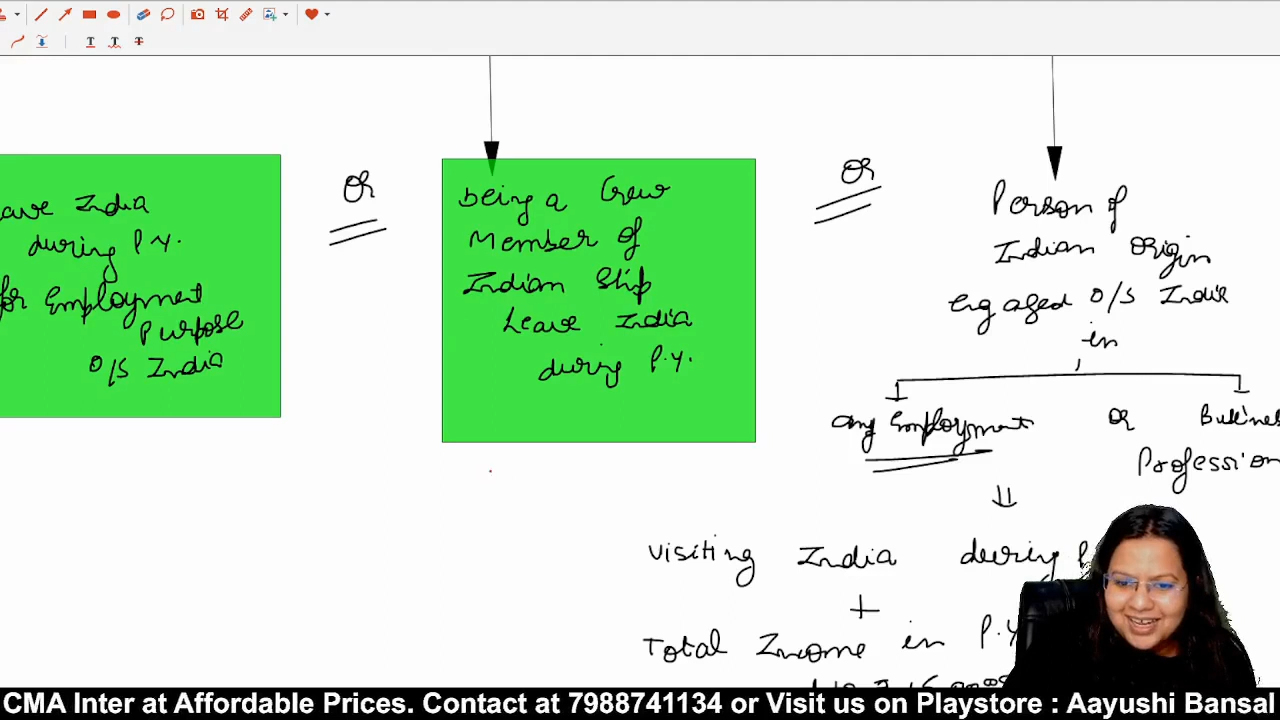 eave India
during P.Y.
for Employment
Purpose
O/S India
OR
being a Crew
Member of
Indian Ship
Leave India
during P.Y.
OR
Person of
Indian Origin
engaged O/S India
in
any Employment OR
Profession
visiting India during P
+
Total Income in P.Y
CMA Inter at Affordable Prices. Contact at 7988741134 or Visit us on Playstore : Aayushi Bansal